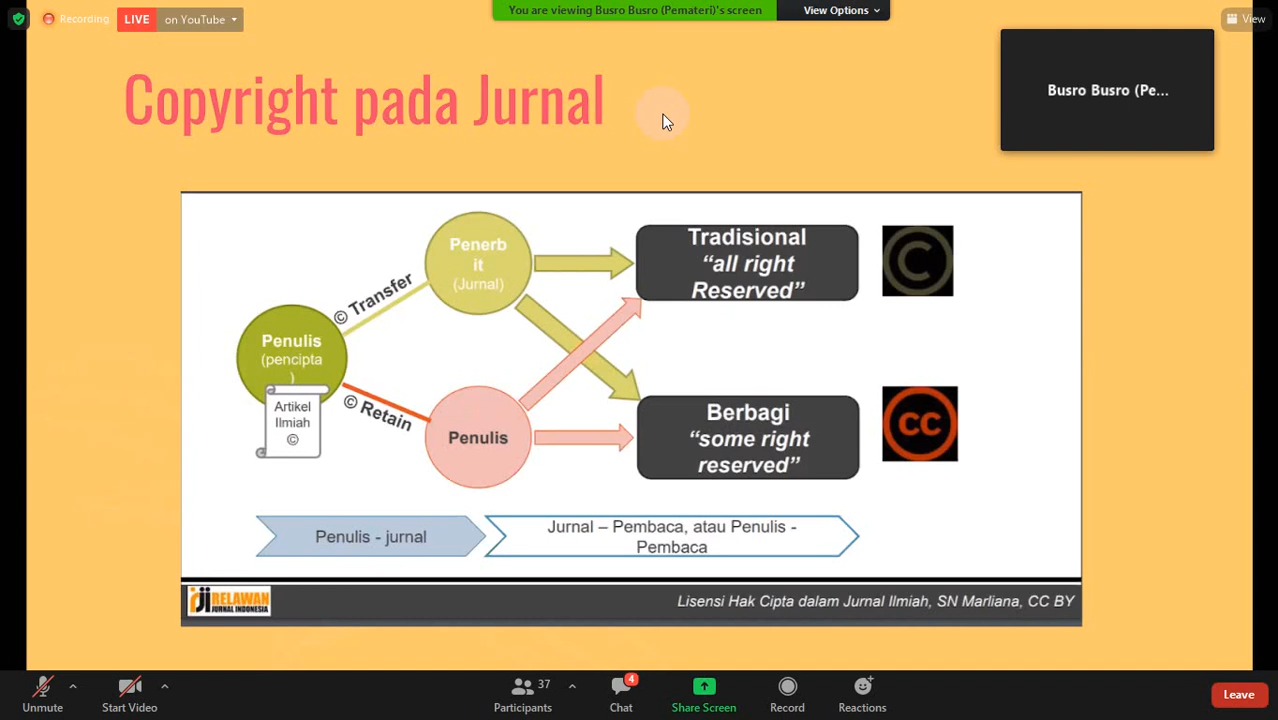 Recording
LIVE
on YouTube
You are viewing Busro Busro (Pemateri)'s screen
View Options
View
Busro Busro (Pe...
Copyright pada Jurnal
Penulis
(pencipta
)
Artikel
Ilmiah
©
© Transfer
© Retain
Penerb
it
(Jurnal)
Penulis
Tradisional
“all right
Reserved”
C
Berbagi
“some right
reserved”
CC
Penulis - jurnal
Jurnal – Pembaca, atau Penulis -
Pembaca
RELAWAN
JURNAL INDONESIA
Lisensi Hak Cipta dalam Jurnal Ilmiah, SN Marliana, CC BY
Unmute
Start Video
37
Participants
4
Chat
Share Screen
Record
Reactions
Leave